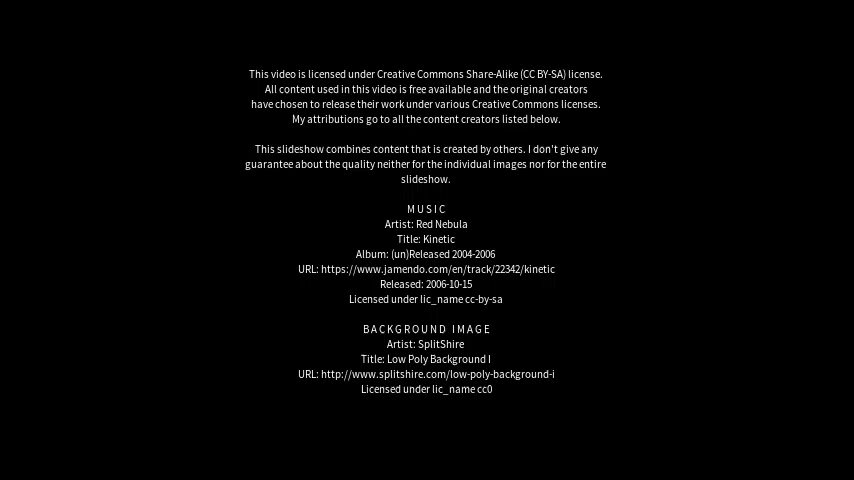 This video is licensed under Creative Commons Share-Alike (CC BY-SA) license.
All content used in this video is free available and the original creators
have chosen to release their work under various Creative Commons licenses.
My attributions go to all the content creators listed below.
This slideshow combines content that is created by others. I don't give any
guarantee about the quality neither for the individual images nor for the entire
slideshow.
MUSIC
Artist: Red Nebula
Title: Kinetic
Album: (un)Released 2004-2006
URL: https://www.jamendo.com/en/track/22342/kinetic
Released: 2006-10-15
Licensed under lic_name cc-by-sa
BACKGROUND IMAGE
Artist: SplitShire
Title: Low Poly Background I
URL: http://www.splitshire.com/low-poly-background-i
Licensed under lic_name cc0